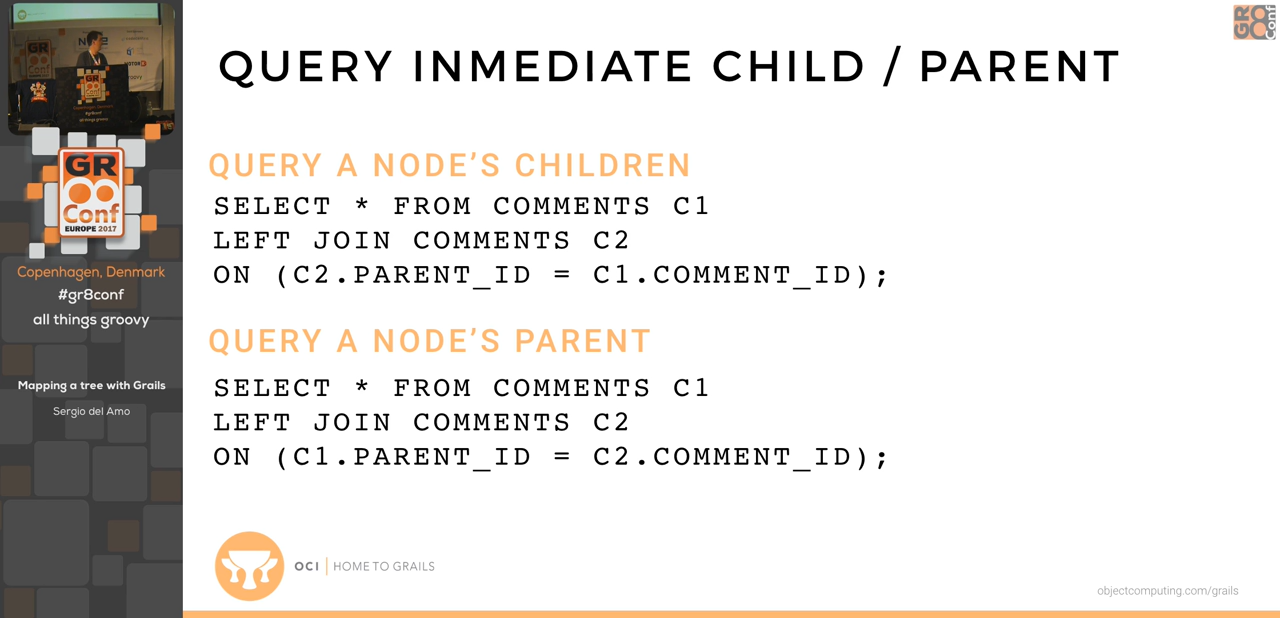 QUERY INMEDIATE CHILD / PARENT
QUERY A NODE'S CHILDREN
SELECT * FROM COMMENTS C1
LEFT JOIN COMMENTS C2
ON (C2.PARENT_ID = C1.COMMENT_ID);
QUERY A NODE'S PARENT
SELECT * FROM COMMENTS C1
LEFT JOIN COMMENTS C2
ON (C1.PARENT_ID = C2.COMMENT_ID);
OCI | HOME TO GRAILS
objectcomputing.com/grails
GR8Conf
GR
Conf
EUROPE 2017
Copenhagen, Denmark
#gr8conf
all things groovy
Mapping a tree with Grails
Sergio del Amo